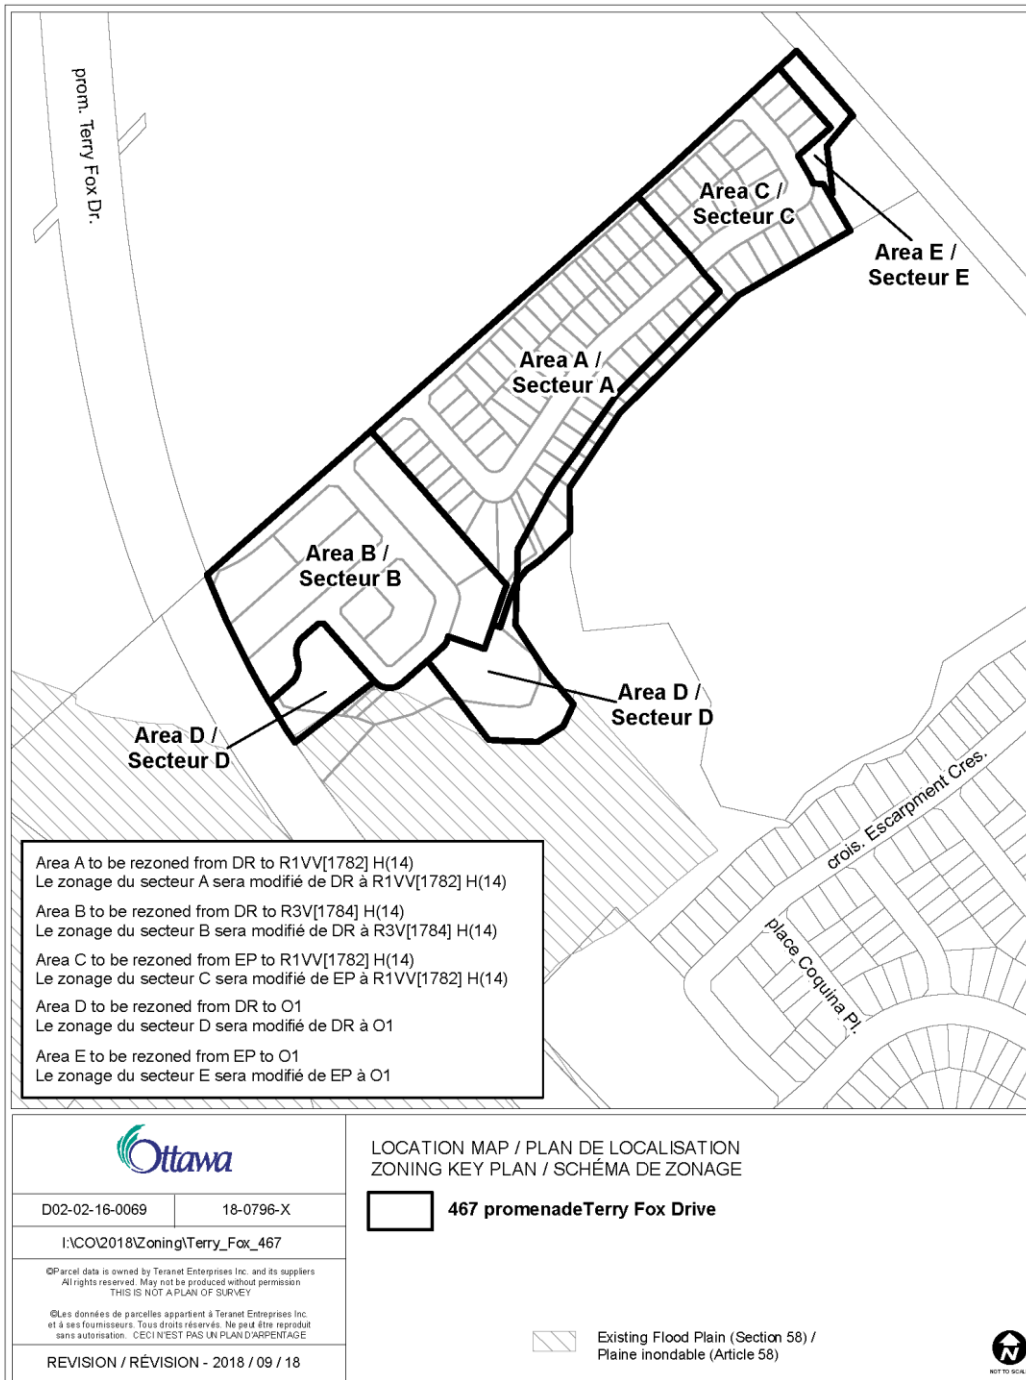 prom. Terry Fox Dr.
Area C /
Secteur C
Area E /
Secteur E
Area A /
Secteur A
Area B /
Secteur B
Area D /
Secteur D
Area D /
Secteur D
crois. Escarpment Cres.
place Coquina Pl.
Area A to be rezoned from DR to R1VV[1782] H(14)
Le zonage du secteur A sera modifié de DR à R1VV[1782] H(14)
Area B to be rezoned from DR to R3V[1784] H(14)
Le zonage du secteur B sera modifié de DR à R3V[1784] H(14)
Area C to be rezoned from EP to R1VV[1782] H(14)
Le zonage du secteur C sera modifié de EP à R1VV[1782] H(14)
Area D to be rezoned from DR to O1
Le zonage du secteur D sera modifié de DR à O1
Area E to be rezoned from EP to O1
Le zonage du secteur E sera modifié de EP à O1
Ottawa
D02-02-16-0069
18-0796-X
I:\CO\2018\Zoning\Terry_Fox_467
©Parcel data is owned by Teranet Enterprises Inc. and its suppliers
All rights reserved. May not be produced without permission
THIS IS NOT A PLAN OF SURVEY
©Les données de parcelles appartient à Teranet Entreprises Inc.
et à ses fournisseurs. Tous droits réservés. Ne peut être reproduit
sans autorisation. CECI N'EST PAS UN PLAN D'ARPENTAGE
REVISION / RÉVISION - 2018 / 09 / 18
LOCATION MAP / PLAN DE LOCALISATION
ZONING KEY PLAN / SCHÉMA DE ZONAGE
467 promenadeTerry Fox Drive
Existing Flood Plain (Section 58) /
Plaine inondable (Article 58)
N
NOT TO SCALE